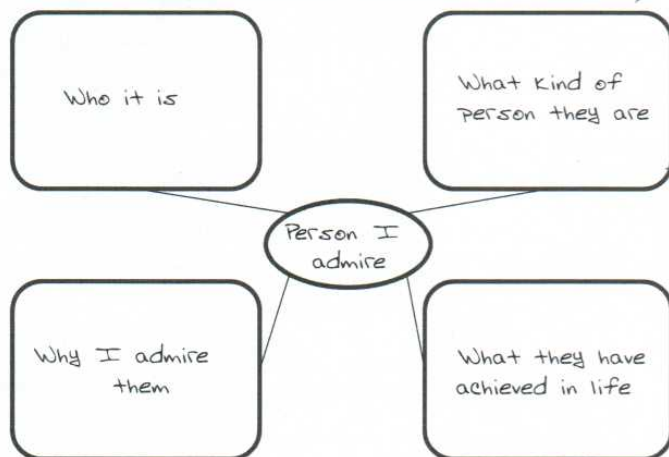 Who it is
What kind of
person they are
Person I
admire
Why I admire
them
What they have
achieved in life